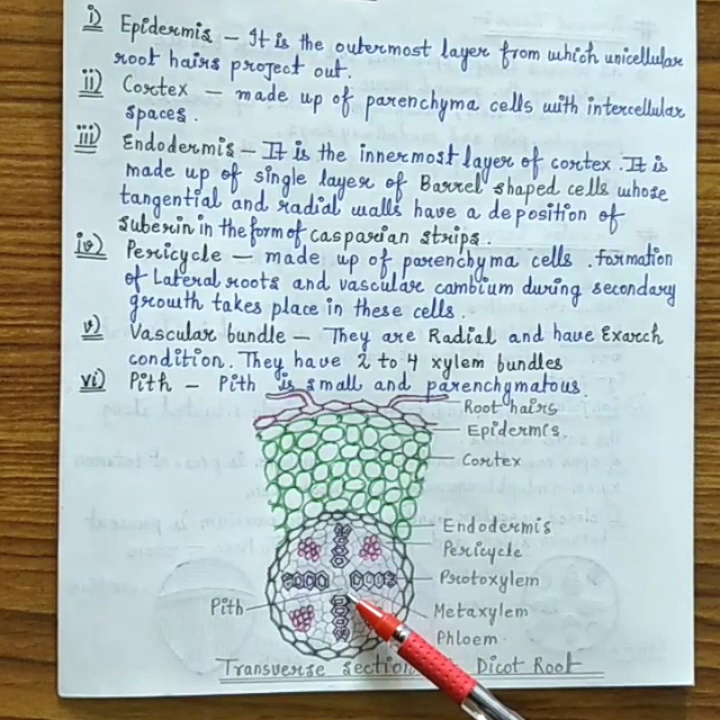 i) Epidermis – It is the outermost layer from which unicellular
root hairs project out.
ii) Cortex – made up of parenchyma cells with intercellular
spaces.
iii) Endodermis – It is the innermost layer of cortex. It is
made up of single layer of Barrel shaped cells whose
tangential and radial walls have a deposition of
suberin in the form of casparian strips.
iv) Pericycle – made up of parenchyma cells. formation
of Lateral roots and vascular cambium during secondary
growth takes place in these cells.
v) Vascular bundle – They are Radial and have Exarch
condition. They have 2 to 4 xylem bundles
vi) Pith – Pith is small and parenchymatous.
Root hairs
Epidermis
Cortex
Endodermis
Pericycle
Protoxylem
Pith
Metaxylem
Phloem
Transverse section Dicot Root